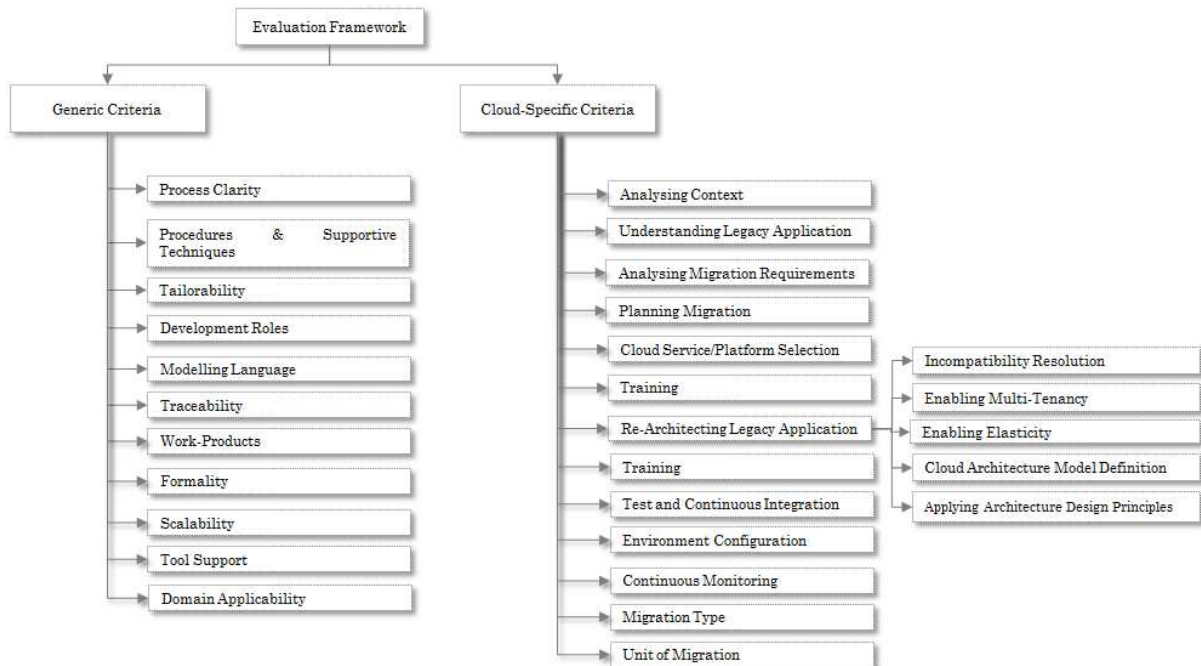 Evaluation Framework
Generic Criteria
Cloud-Specific Criteria
Process Clarity
Procedures & Supportive
Techniques
Tailorability
Development Roles
Modelling Language
Traceability
Work-Products
Formality
Scalability
Tool Support
Domain Applicability
Analysing Context
Understanding Legacy Application
Analysing Migration Requirements
Planning Migration
Cloud Service/Platform Selection
Training
Re-Architecting Legacy Application
Training
Test and Continuous Integration
Environment Configuration
Continuous Monitoring
Migration Type
Unit of Migration
Incompatibility Resolution
Enabling Multi-Tenancy
Enabling Elasticity
Cloud Architecture Model Definition
Applying Architecture Design Principles